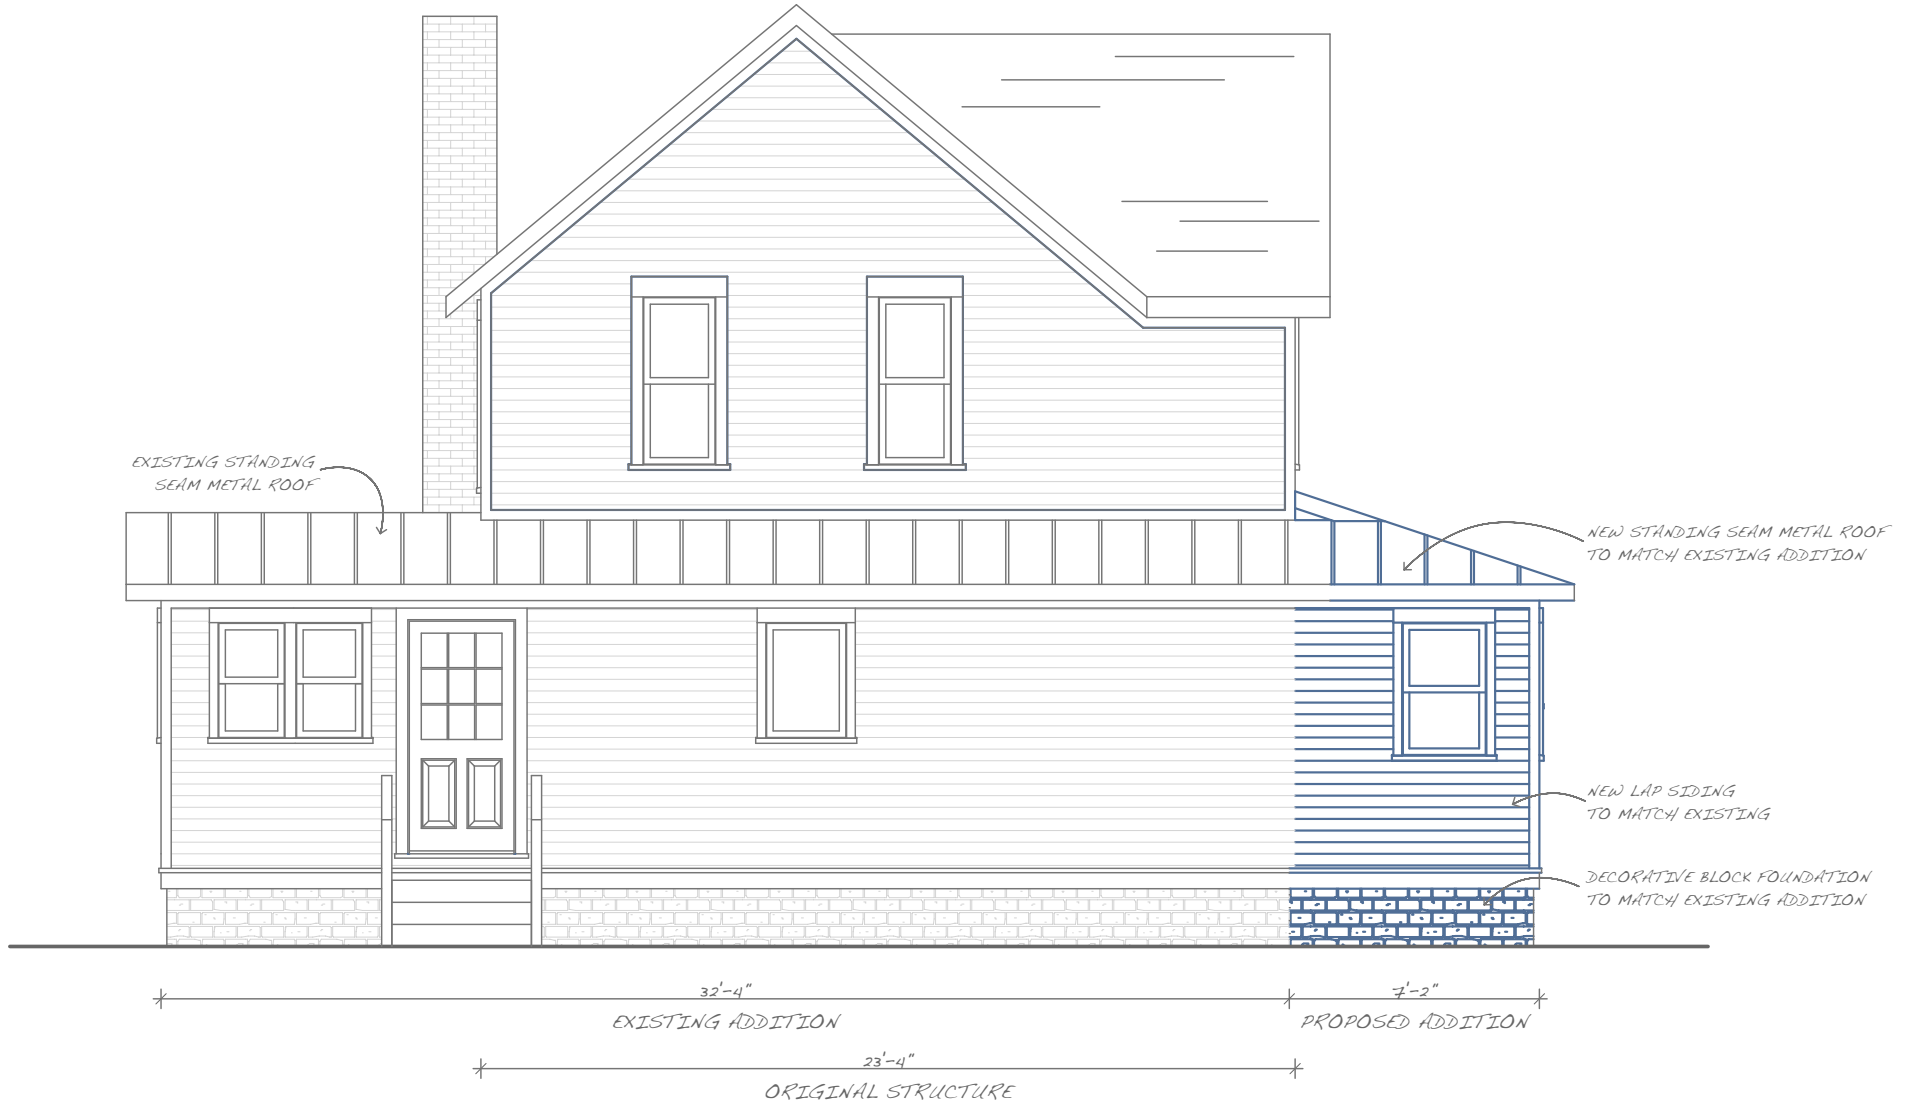 EXISTING STANDING
SEAM METAL ROOF
NEW STANDING SEAM METAL ROOF
TO MATCH EXISTING ADDITION
NEW LAP SIDING
TO MATCH EXISTING
DECORATIVE BLOCK FOUNDATION
TO MATCH EXISTING ADDITION
32'-4"
7'-2"
EXISTING ADDITION
PROPOSED ADDITION
23'-4"
ORIGINAL STRUCTURE